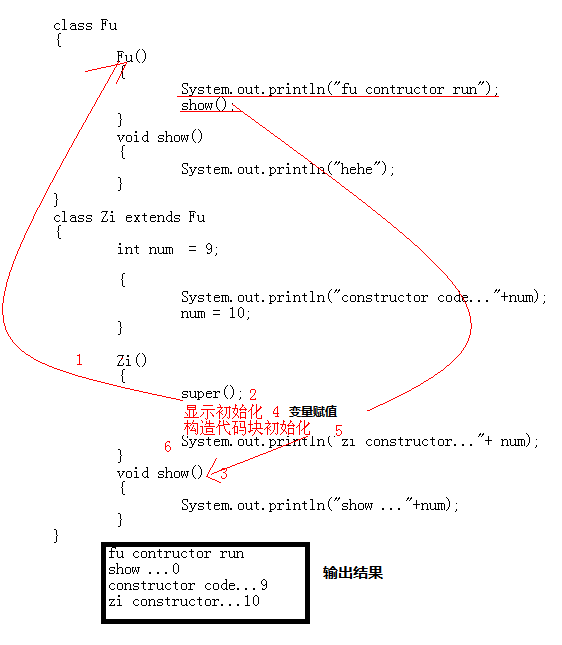 class Fu
{
Fu()
{
System.out.println("fu contructor run");
show();
}
void show()
{
System.out.println("hehe");
}
}
class Zi extends Fu
{
int num = 9;
{
System.out.println("constructor code..."+num);
num = 10;
}
1 Zi()
{
super(); 2
显示初始化 4 变量赋值
构造代码块初始化 5
6 System.out.println("zi constructor..."+ num);
}
void show() 3
{
System.out.println("show ..."+num);
}
}
fu contructor run
show ...0
constructor code...9
zi constructor...10
输出结果